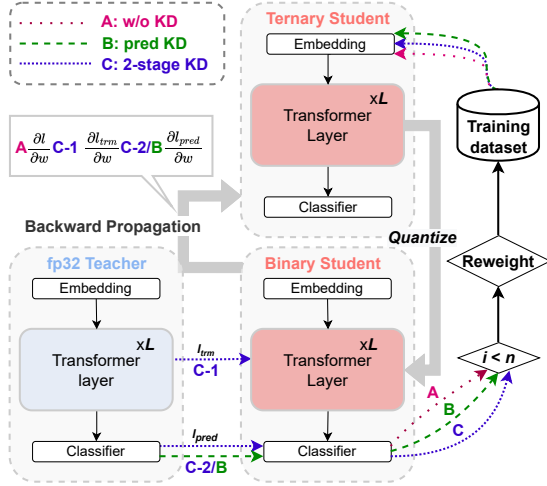 A: w/o KD
B: pred KD
C: 2-stage KD
Ternary Student
Embedding
xL
Transformer
Layer
Classifier
Training
dataset
A ∂l/∂w C-1 ∂l_trm/∂w C-2/B ∂l_pred/∂w
Backward Propagation
Quantize
Reweight
fp32 Teacher
Embedding
xL
Transformer
layer
Classifier
l_trm
C-1
l_pred
C-2/B
Binary Student
Embedding
xL
Transformer
Layer
Classifier
i < n
A
B
C